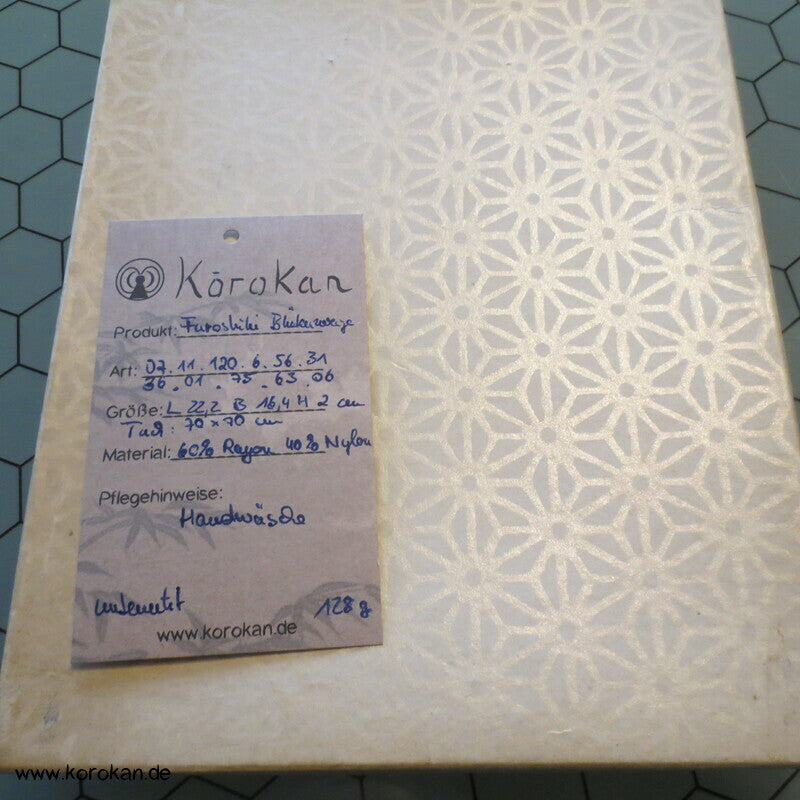 Kōrokan
Produkt: Furoshiki Blütenzweige
Art: 07.11.120.6.56.31
36.01.75.63.06
Größe: L 22,2 B 16,4 H 2 cm
Tuch: 70 x 70 cm
Material: 60% Rayon 40% Nylon
Pflegehinweise:
Handwäsche
128 g
www.korokan.de
www.korokan.de